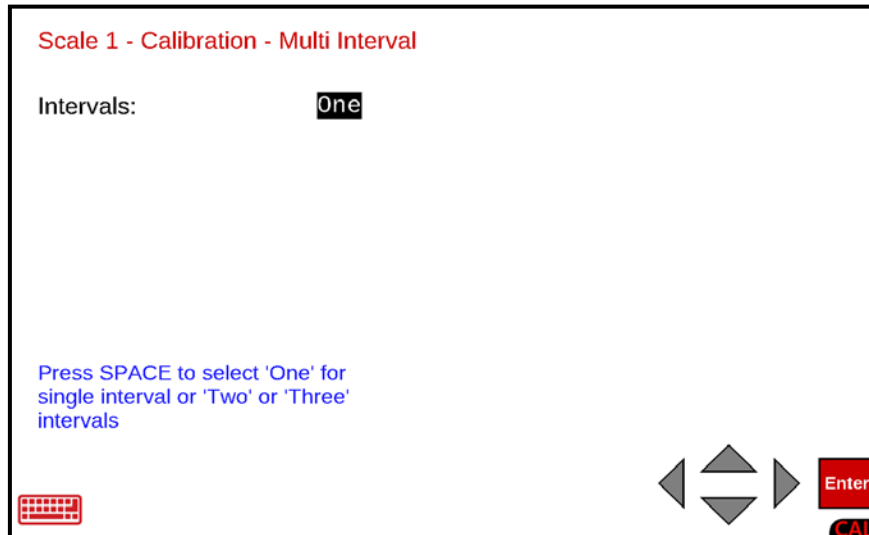 Scale 1 - Calibration - Multi Interval
Intervals: One
Press SPACE to select 'One' for
single interval or 'Two' or 'Three'
intervals
Enter